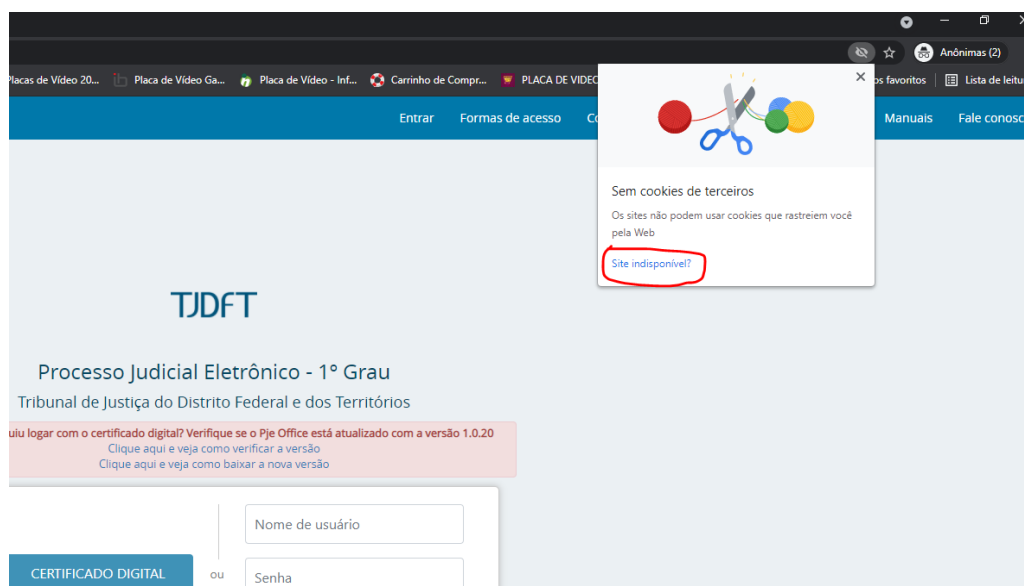 Anônimas (2)
Placas de Vídeo 20... Placa de Vídeo Ga... Placa de Vídeo - Inf... Carrinho de Compr... PLACA DE VIDEO favoritos Lista de leitu
Entrar Formas de acesso Manuais Fale conosc
Sem cookies de terceiros
Os sites não podem usar cookies que rastreiem você
pela Web
Site indisponível?
TJDFT
Processo Judicial Eletrônico - 1º Grau
Tribunal de Justiça do Distrito Federal e dos Territórios
uiu logar com o certificado digital? Verifique se o Pje Office está atualizado com a versão 1.0.20
Clique aqui e veja como verificar a versão
Clique aqui e veja como baixar a nova versão
Nome de usuário
CERTIFICADO DIGITAL ou Senha